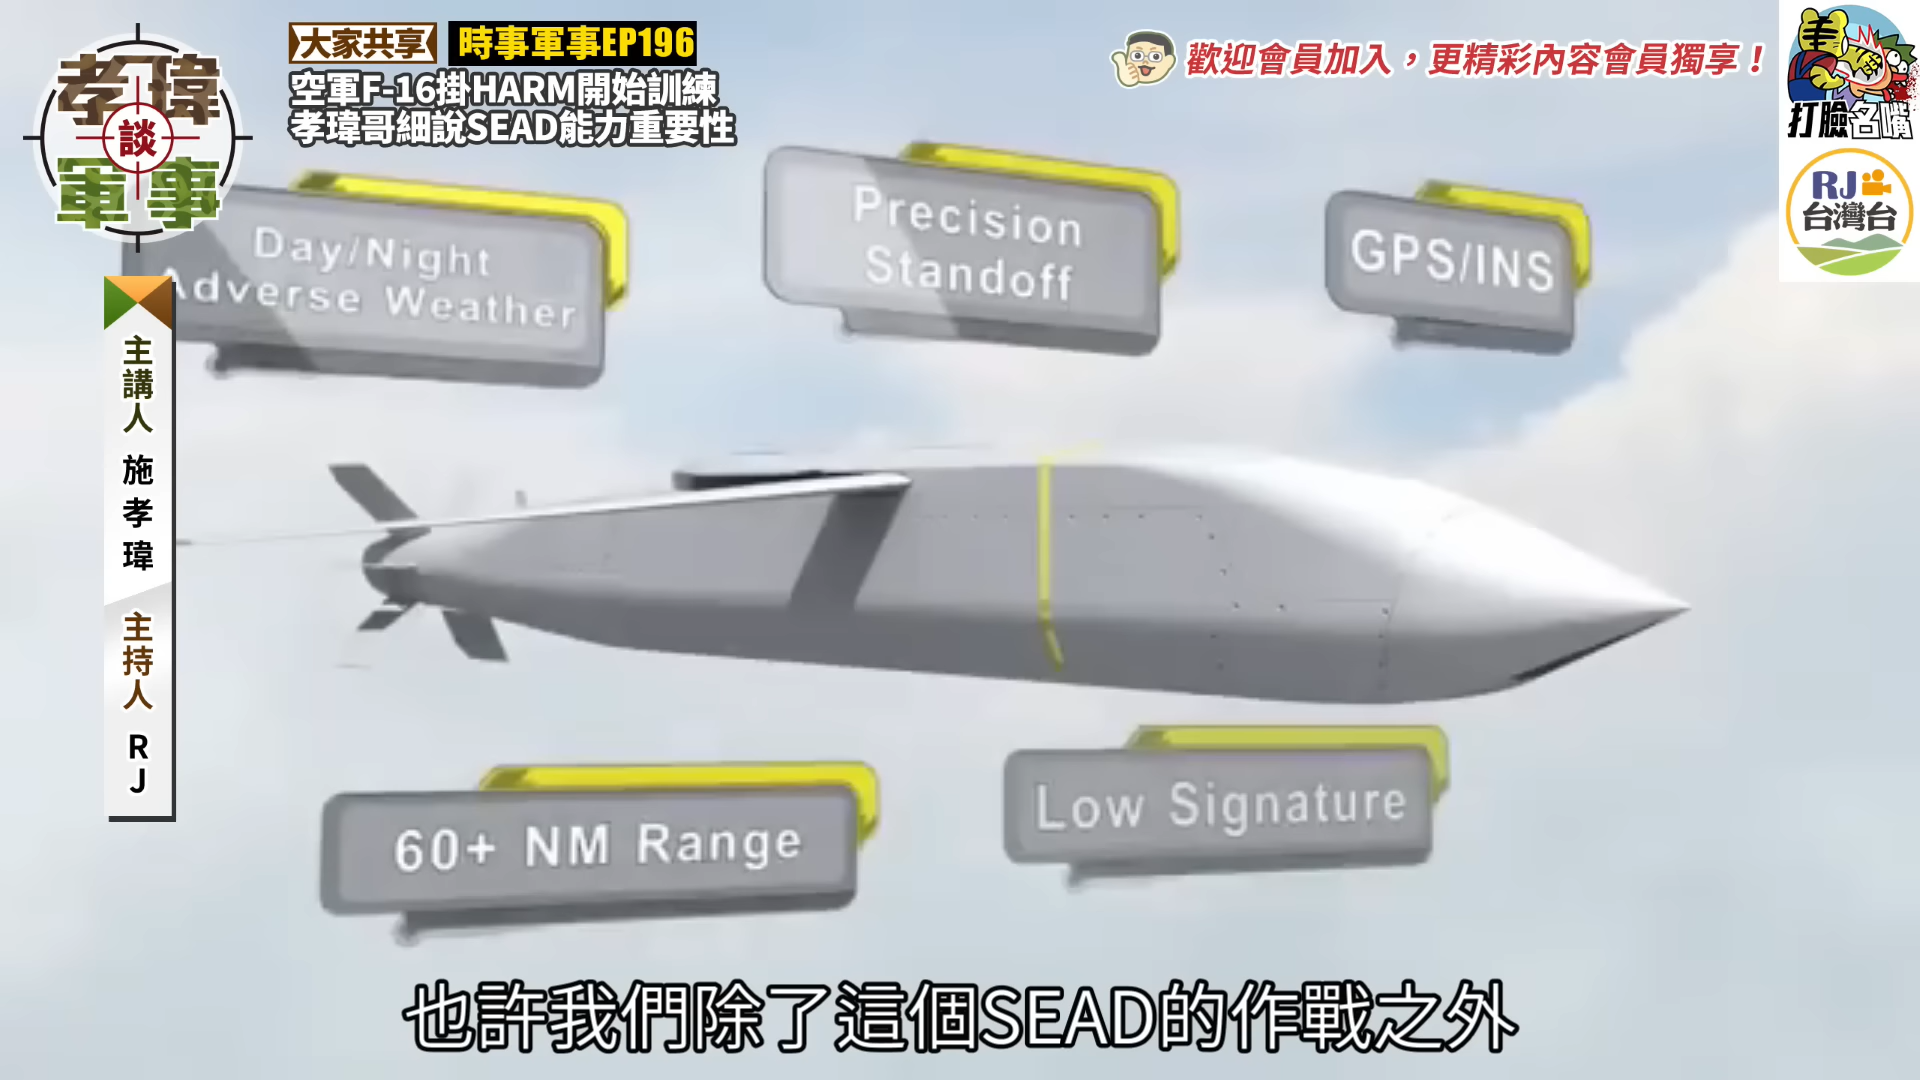 孝瑋
談
軍事
大家共享
時事軍事EP196
空軍F-16掛HARM開始訓練
孝瑋哥細說SEAD能力重要性
歡迎會員加入，更精彩內容會員獨享！
打臉名嘴
RJ
台灣台
Day/Night
Adverse Weather
Precision
Standoff
GPS/INS
主講人 施孝瑋 主持人 RJ
60+ NM Range
Low Signature
也許我們除了這個SEAD的作戰之外